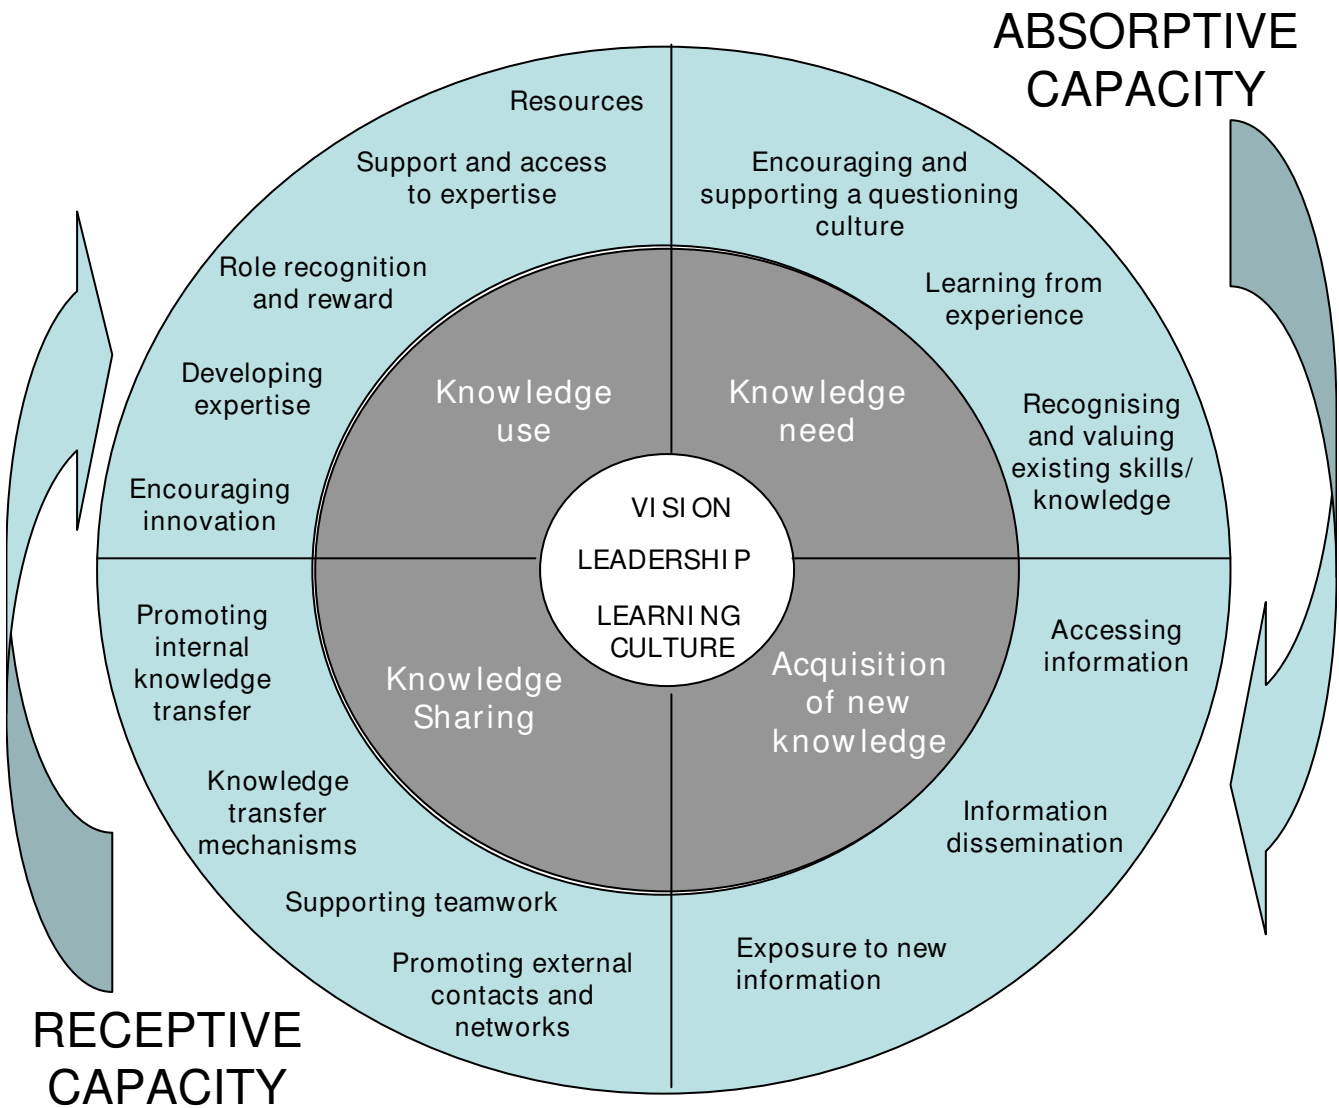 ABSORPTIVE
CAPACITY
Resources
Support and access
to expertise
Role recognition
and reward
Developing
expertise
Encouraging
innovation
Encouraging and
supporting a questioning
culture
Learning from
experience
Recognising
and valuing
existing skills/
knowledge
Knowledge
use
Knowledge
need
VISION
LEADERSHIP
LEARNING
CULTURE
Knowledge
Sharing
Acquisition
of new
knowledge
Promoting
internal
knowledge
transfer
Knowledge
transfer
mechanisms
Supporting teamwork
Promoting external
contacts and
networks
Accessing
information
Information
dissemination
Exposure to new
information
RECEPTIVE
CAPACITY